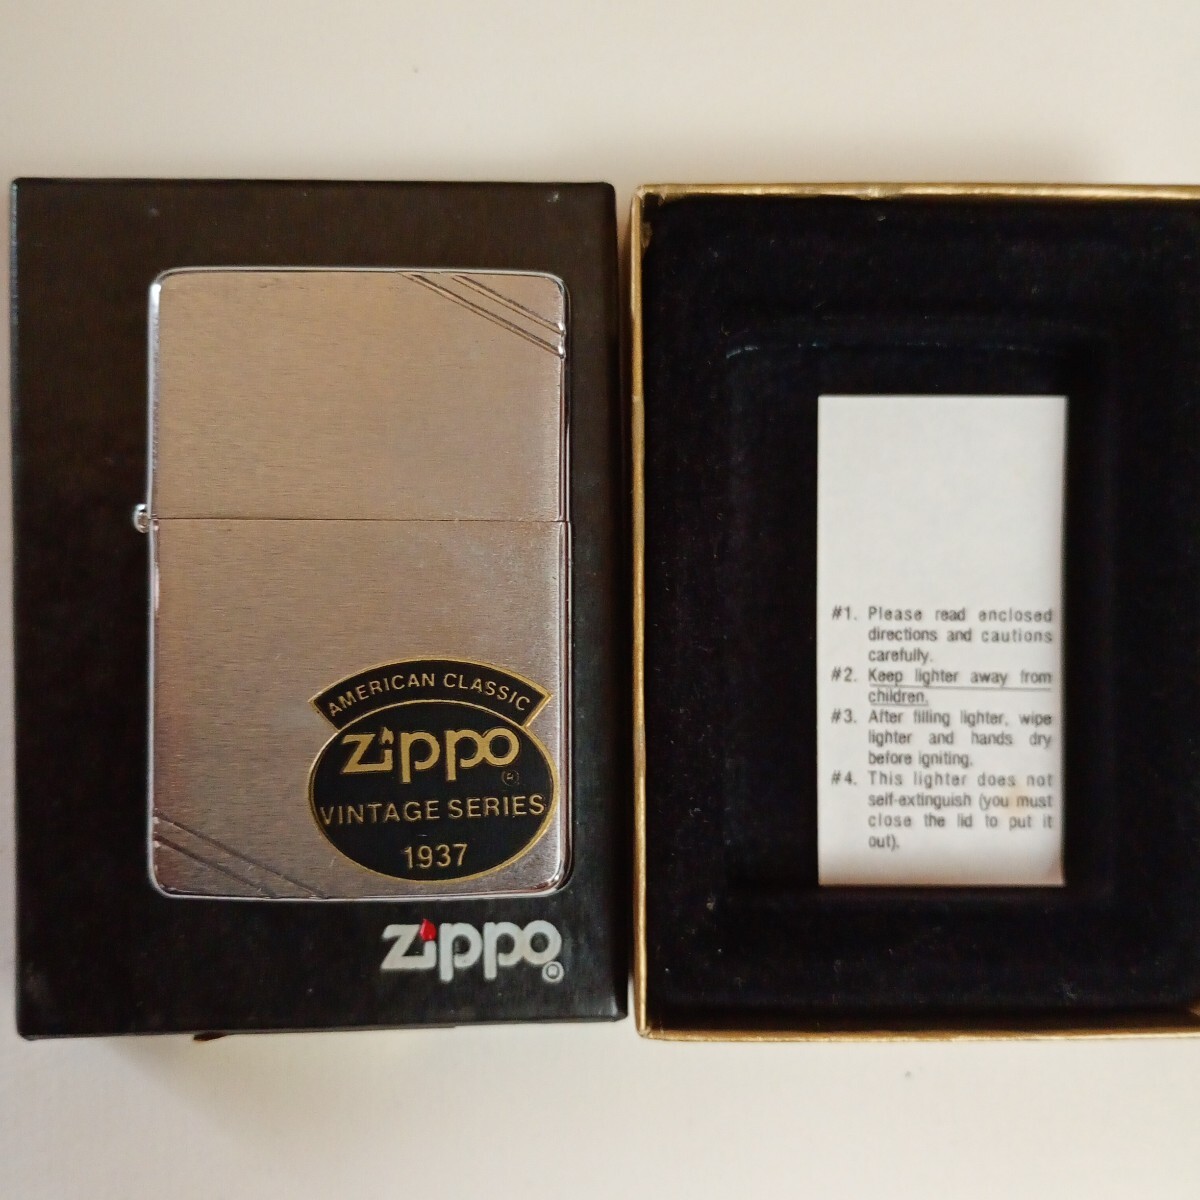 AMERICAN CLASSIC
Zippo ®
VINTAGE SERIES
1937
Zippo ®
#1. Please read enclosed
directions and cautions
carefully.
#2. Keep lighter away from
children.
#3. After filling lighter, wipe
lighter and hands dry
before igniting.
#4. This lighter does not
self-extinguish (you must
close the lid to put it
out).